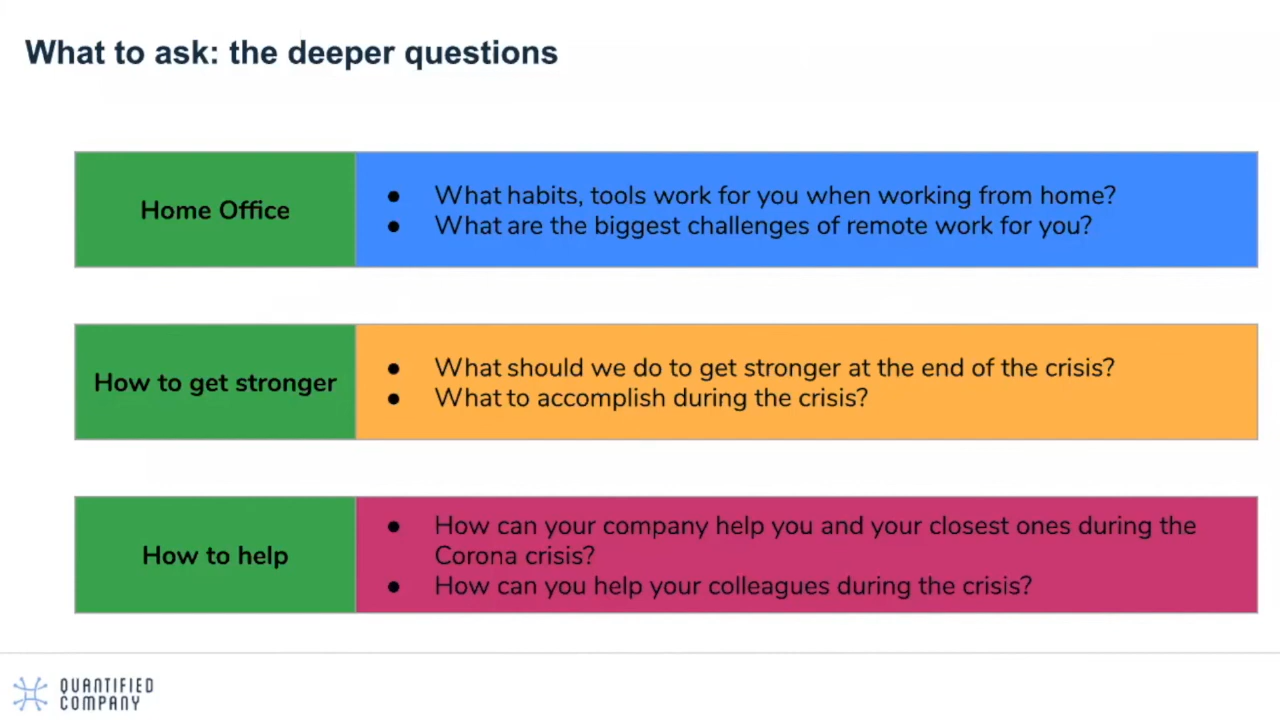 What to ask: the deeper questions
Home Office
● What habits, tools work for you when working from home?
● What are the biggest challenges of remote work for you?
How to get stronger
● What should we do to get stronger at the end of the crisis?
● What to accomplish during the crisis?
How to help
● How can your company help you and your closest ones during the
Corona crisis?
● How can you help your colleagues during the crisis?
QUANTIFIED
COMPANY